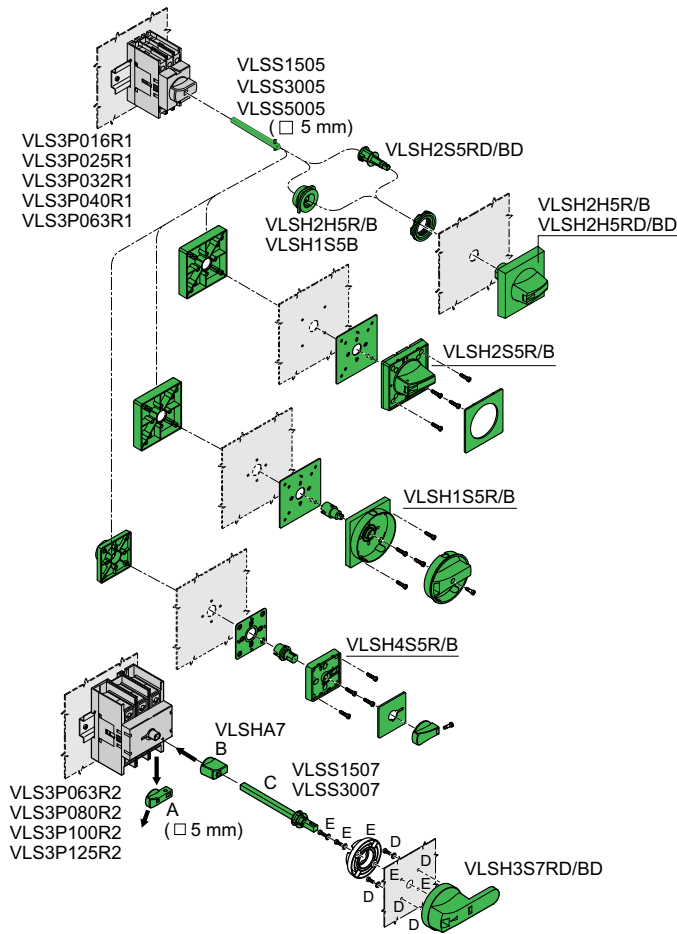 VLSS1505
VLSS3005
VLSS5005
(□ 5 mm)
VLS3P016R1
VLS3P025R1
VLS3P032R1
VLS3P040R1
VLS3P063R1
VLSH2S5RD/BD
VLSH2H5R/B
VLSH1S5B
VLSH2H5R/B
VLSH2H5RD/BD
VLSH2S5R/B
VLSH1S5R/B
VLSH4S5R/B
VLSHA7
B
VLSS1507
VLSS3007
C
VLS3P063R2
VLS3P080R2
VLS3P100R2
VLS3P125R2
A
(□ 5 mm)
E
E
E
D
D
E
E
D
D
D
VLSH3S7RD/BD